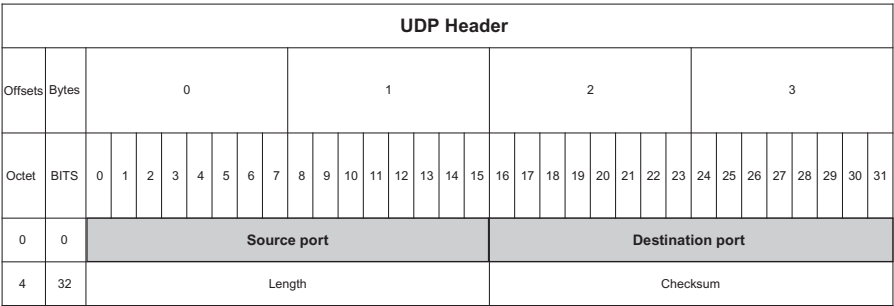 UDP Header
Offsets Bytes 0 1 2 3
Octet BITS 0 1 2 3 4 5 6 7 8 9 10 11 12 13 14 15 16 17 18 19 20 21 22 23 24 25 26 27 28 29 30 31
0 0 Source port Destination port
4 32 Length Checksum